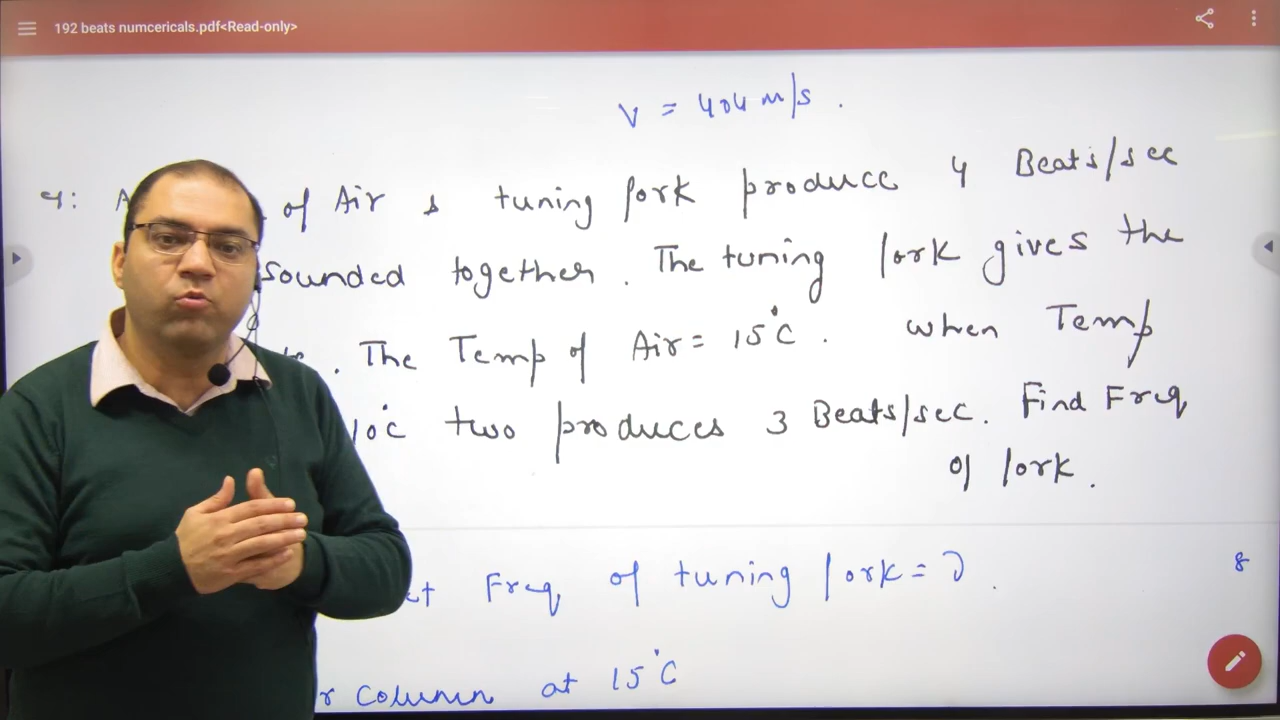 192 beats numcericals.pdf<Read-only>
V = 404 m/s .
4: of Air & tuning fork produce 4 Beats/sec
sounded together . The tuning fork gives the
. The Temp of Air = 15°C . when Temp
10°C two produces 3 Beats/sec. Find Freq
of fork .
Freq of tuning fork = ν .
8
column at 15°C